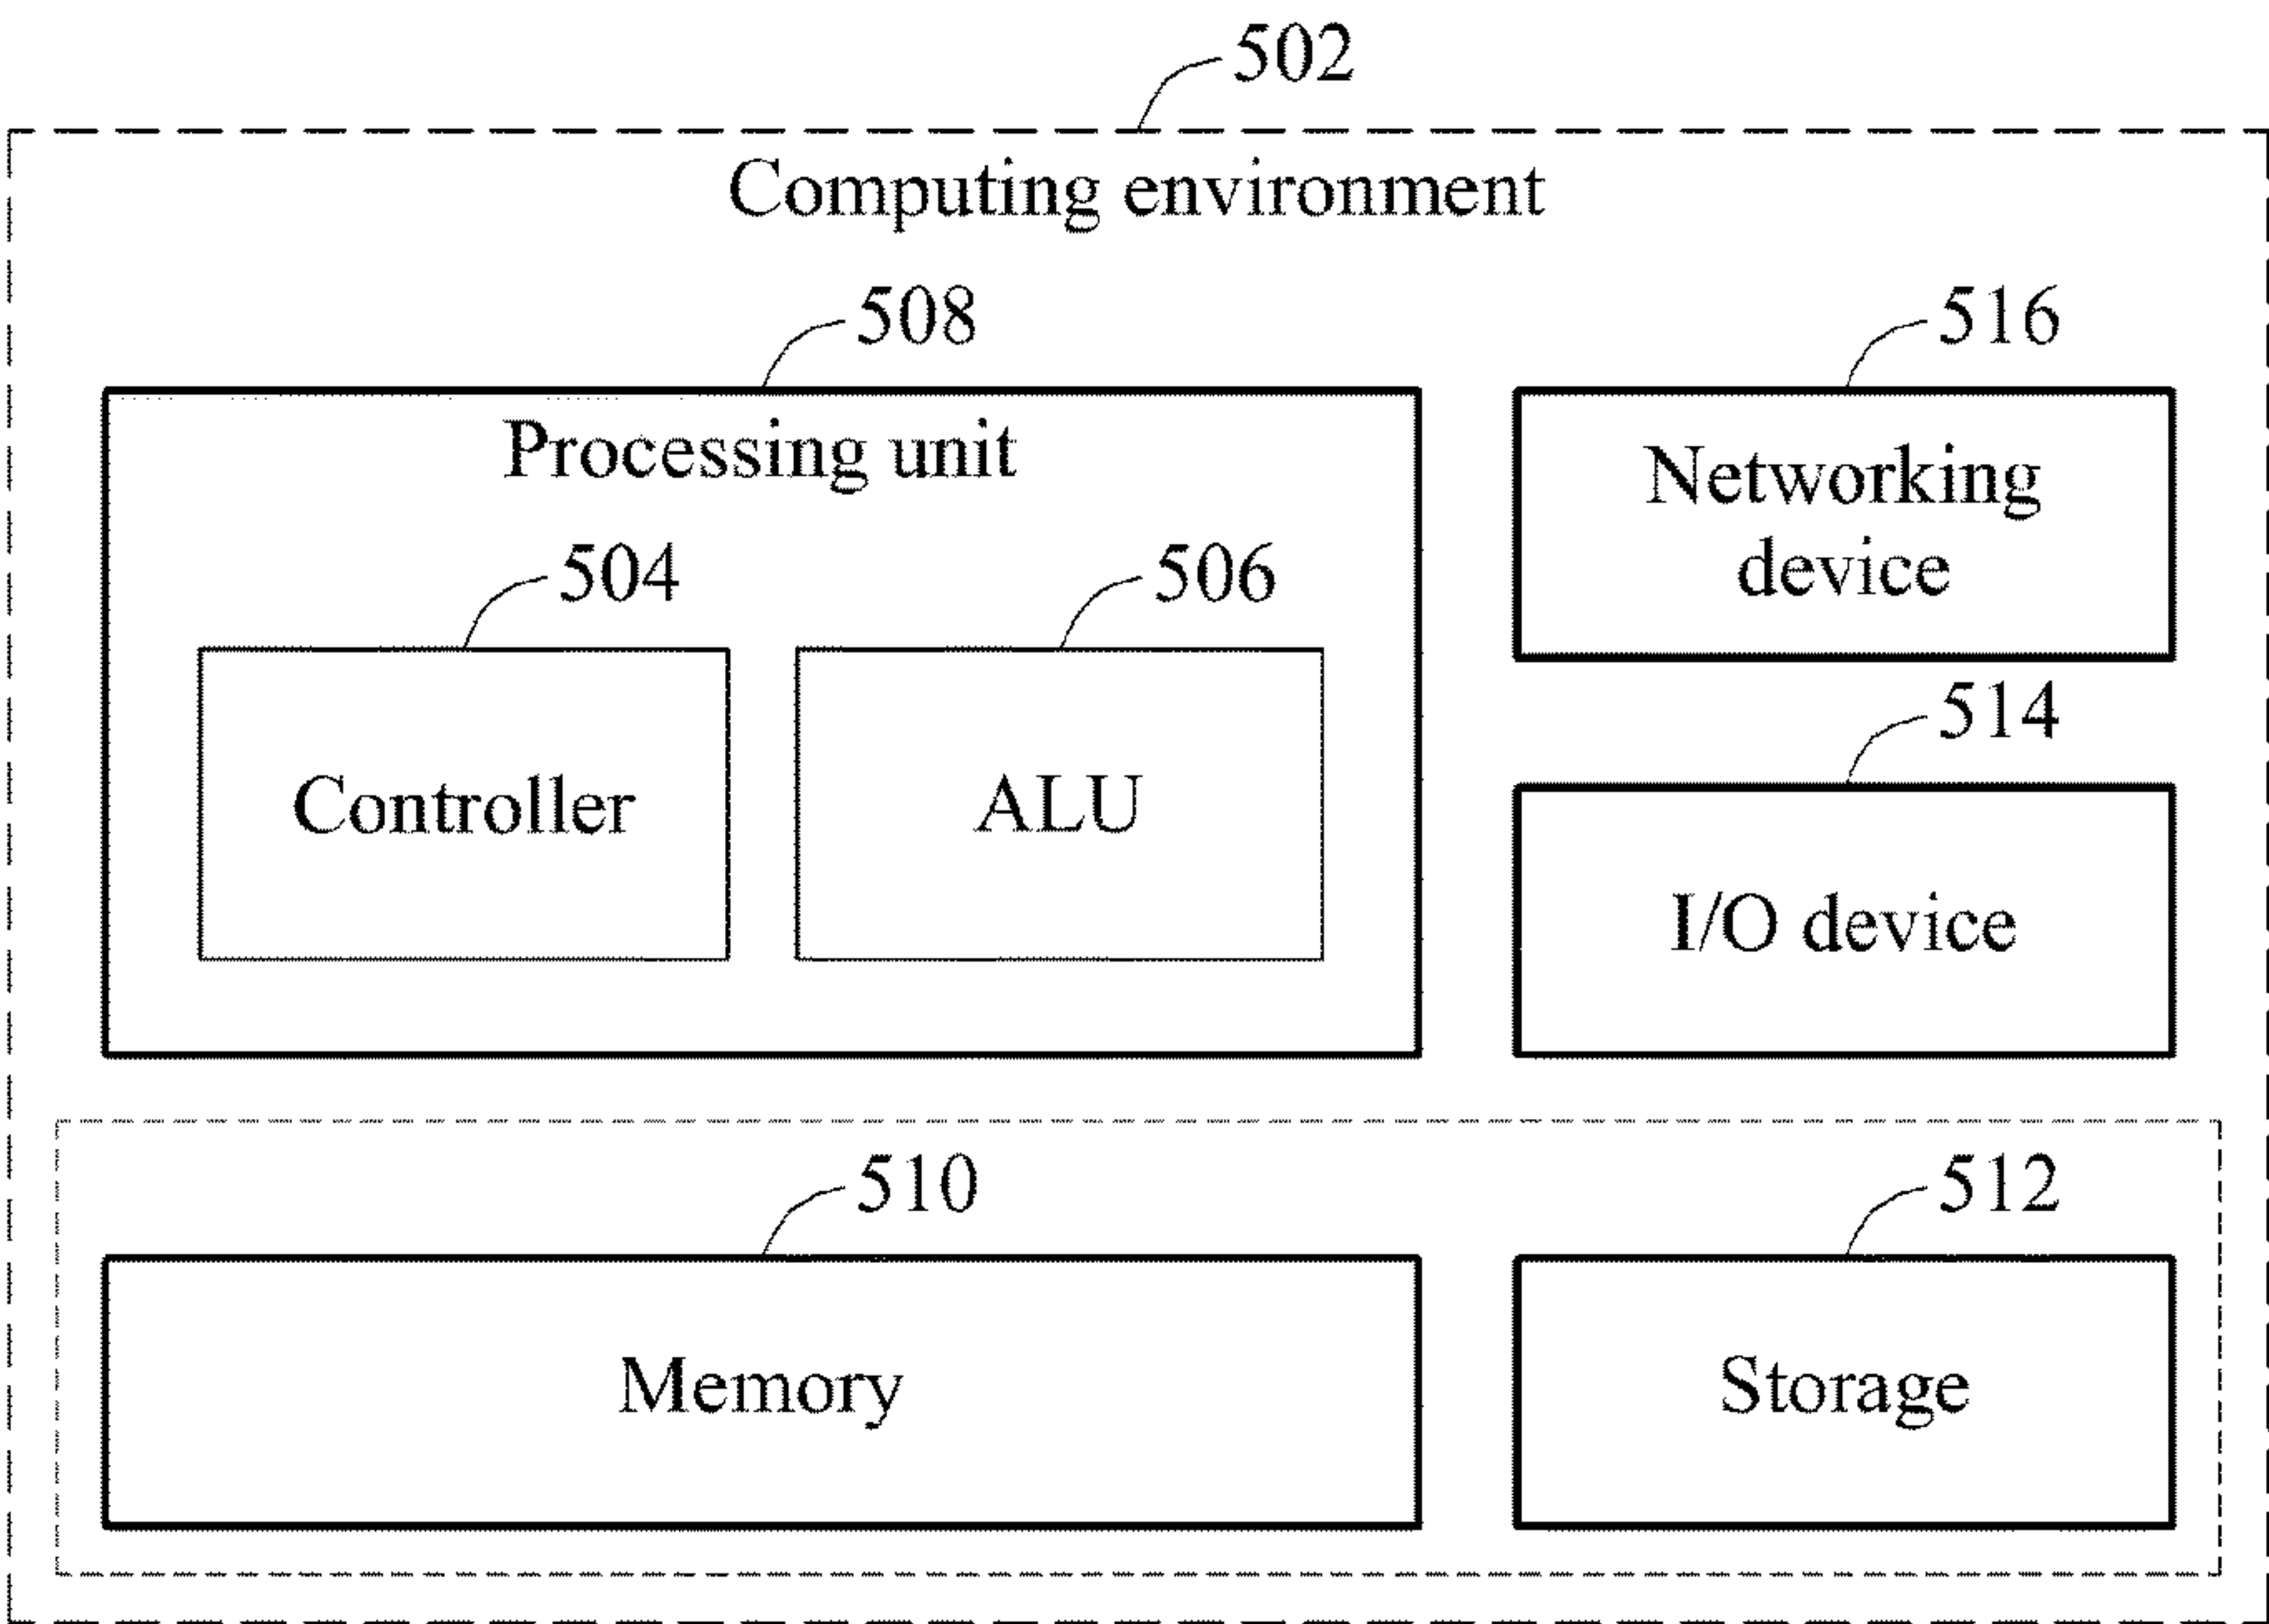 502
Computing environment
508
516
Processing unit
Networking
device
504
506
514
Controller
ALU
I/O device
510
512
Memory
Storage